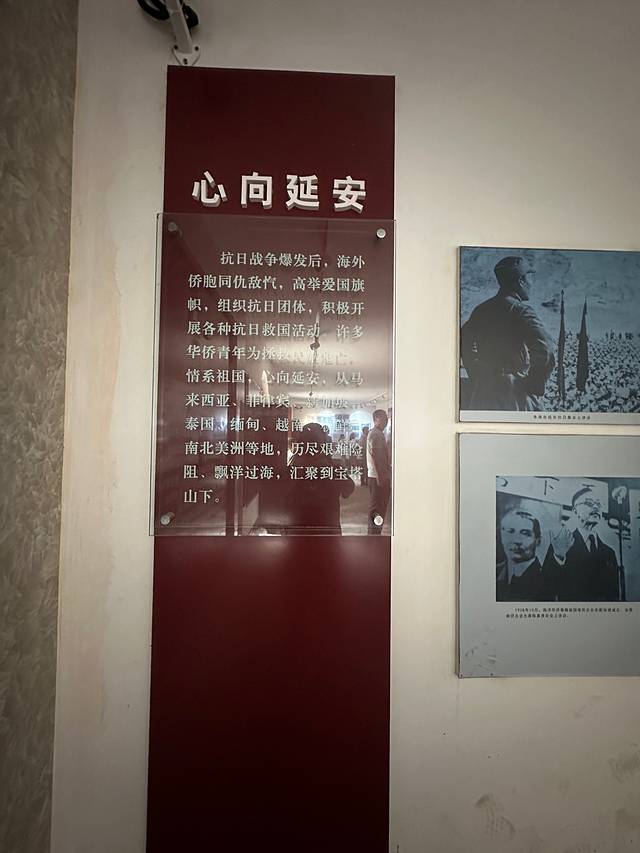 心向延安
抗日战争爆发后，海外
侨胞同仇敌忾，高举爱国旗
帜，组织抗日团体，积极开
展各种抗日救国活动。许多
华侨青年为拯救
情系祖国，心向延安，从马
来西亚、菲律宾、
泰国、缅甸、越南、
南北美洲等地，历尽艰难险
阻、飘洋过海，汇聚到宝塔
山下。